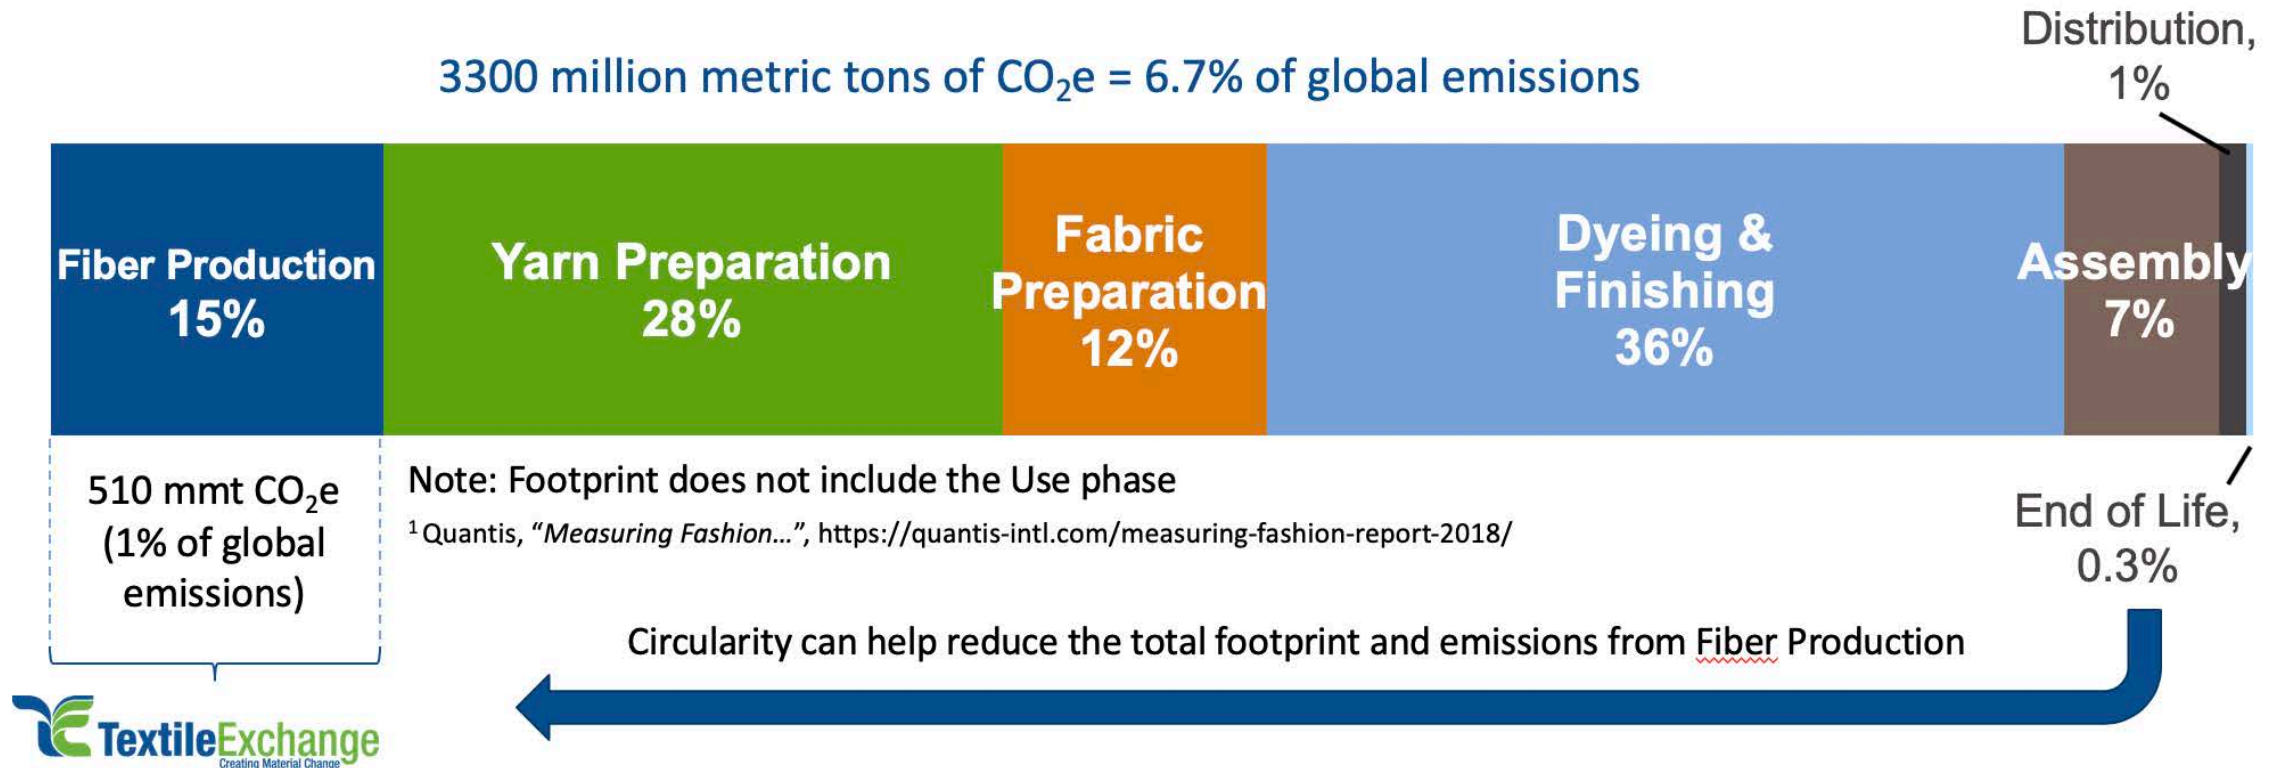 3300 million metric tons of CO₂e = 6.7% of global emissions
Distribution,
1%
Fiber Production
15%
Yarn Preparation
28%
Fabric
Preparation
12%
Dyeing &
Finishing
36%
Assembly
7%
510 mmt CO₂e
(1% of global
emissions)
Note: Footprint does not include the Use phase
¹ Quantis, “Measuring Fashion…”, https://quantis-intl.com/measuring-fashion-report-2018/
End of Life,
0.3%
Circularity can help reduce the total footprint and emissions from Fiber Production
TextileExchange
Creating Material Change